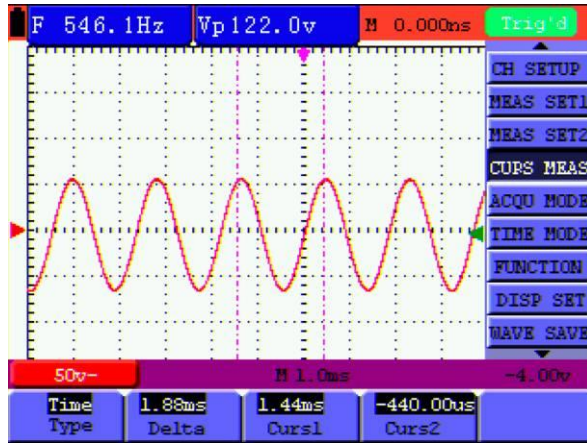 F 546.1Hz Vp122.0v M 0.000ns Trig'd
CH SETUP
MEAS SET1
MEAS SET2
CUPS MEAS
ACQU MODE
TIME MODE
FUNCTION
DISP SET
WAVE SAVE
50v~ M 1.0ms -4.00v
Time 1.88ms 1.44ms -440.00us
Type Delta Curs1 Curs2